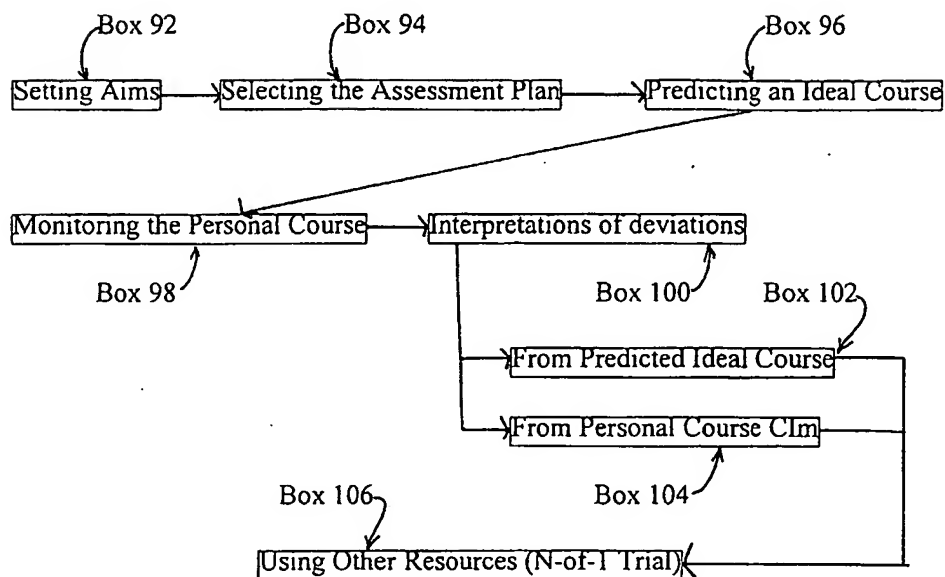 Box 92
Box 94
Box 96
Setting Aims
Selecting the Assessment Plan
Predicting an Ideal Course
Monitoring the Personal Course
Interpretations of deviations
Box 98
Box 100
Box 102
From Predicted Ideal Course
From Personal Course CIm
Box 106
Box 104
Using Other Resources (N-of-1 Trial)